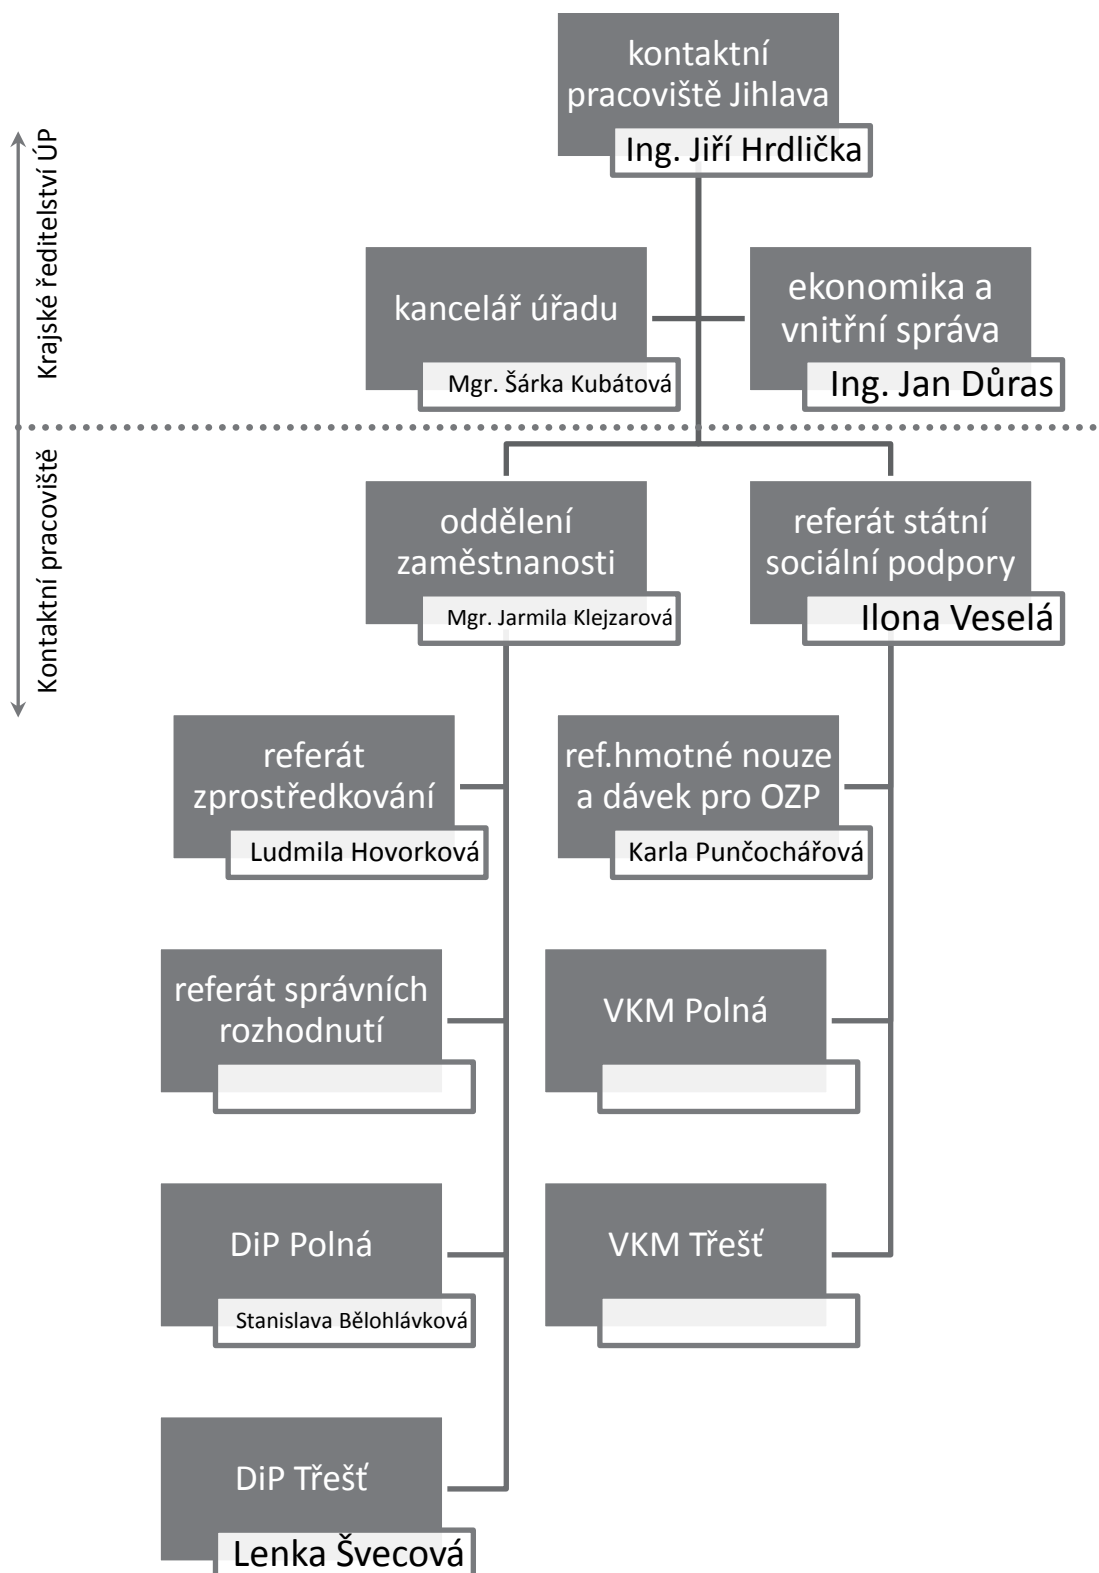 kontaktní
pracoviště Jihlava
Ing. Jiří Hrdlička
Krajské ředitelství ÚP
kancelář úřadu
Mgr. Šárka Kubátová
ekonomika a
vnitřní správa
Ing. Jan Důras
Kontaktní pracoviště
oddělení
zaměstnanosti
Mgr. Jarmila Klejzarová
referát státní
sociální podpory
Ilona Veselá
referát
zprostředkování
Ludmila Hovorková
ref.hmotné nouze
a dávek pro OZP
Karla Punčochářová
referát správních
rozhodnutí
VKM Polná
DiP Polná
Stanislava Bělohlávková
VKM Třešť
DiP Třešť
Lenka Švecová